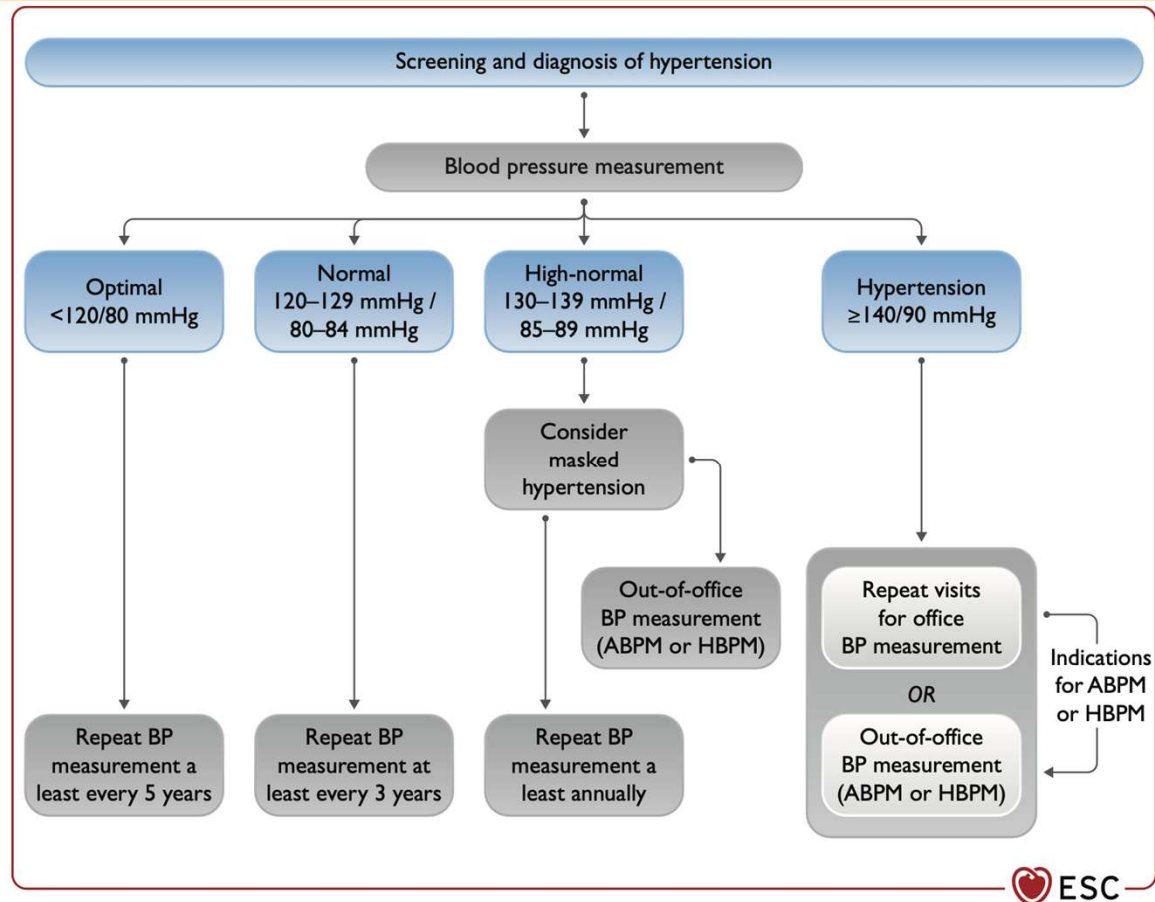 Screening and diagnosis of hypertension
Blood pressure measurement
Optimal
<120/80 mmHg
Normal
120–129 mmHg /
80–84 mmHg
High-normal
130–139 mmHg /
85–89 mmHg
Hypertension
≥140/90 mmHg
Consider
masked
hypertension
Out-of-office
BP measurement
(ABPM or HBPM)
Repeat visits
for office
BP measurement
OR
Out-of-office
BP measurement
(ABPM or HBPM)
Indications
for ABPM
or HBPM
Repeat BP
measurement a
least every 5 years
Repeat BP
measurement at
least every 3 years
Repeat BP
measurement a
least annually
ESC